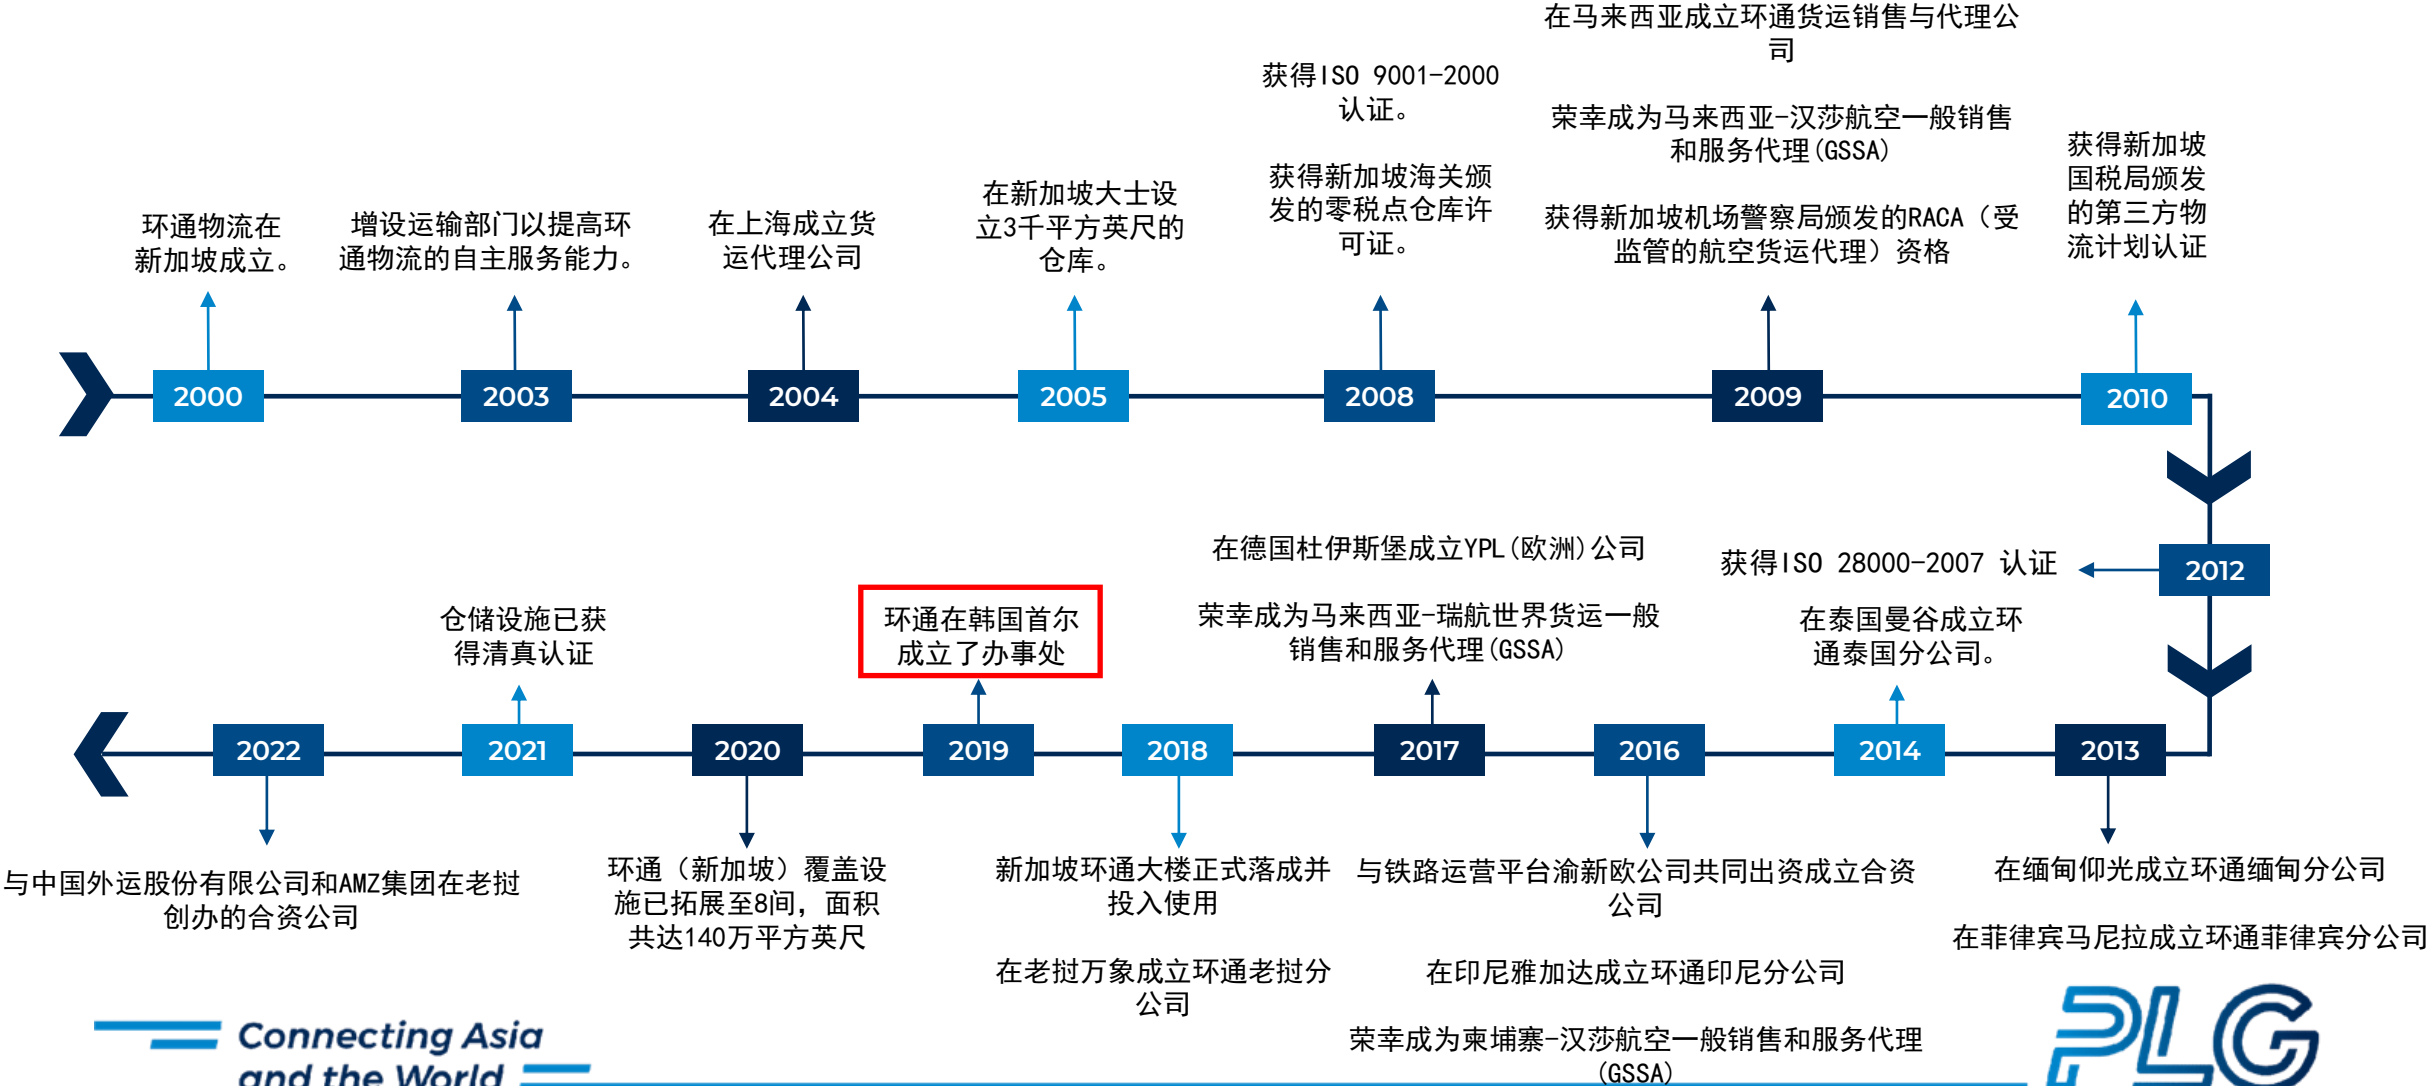 环通物流在
新加坡成立。
2000
增设运输部门以提高环
通物流的自主服务能力。
2003
在上海成立货
运代理公司
2004
在新加坡大士设
立3千平方英尺的
仓库。
2005
获得ISO 9001-2000
认证。
获得新加坡海关颁
发的零税点仓库许
可证。
2008
在马来西亚成立环通货运销售与代理公
司
荣幸成为马来西亚-汉莎航空一般销售
和服务代理(GSSA)
获得新加坡机场警察局颁发的RACA（受
监管的航空货运代理）资格
2009
获得新加坡
国税局颁发
的第三方物
流计划认证
2010
获得ISO 28000-2007 认证
2012
2013
在缅甸仰光成立环通缅甸分公司
在菲律宾马尼拉成立环通菲律宾分公司
在泰国曼谷成立环
通泰国分公司。
2014
2016
与铁路运营平台渝新欧公司共同出资成立合资
公司
在印尼雅加达成立环通印尼分公司
荣幸成为柬埔寨-汉莎航空一般销售和服务代理
(GSSA)
在德国杜伊斯堡成立YPL(欧洲)公司
荣幸成为马来西亚-瑞航世界货运一般
销售和服务代理(GSSA)
2017
2018
新加坡环通大楼正式落成并
投入使用
在老挝万象成立环通老挝分
公司
环通在韩国首尔
成立了办事处
2019
2020
环通（新加坡）覆盖设
施已拓展至8间，面积
共达140万平方英尺
仓储设施已获
得清真认证
2021
2022
与中国外运股份有限公司和AMZ集团在老挝
创办的合资公司
Connecting Asia
and the World
PLG